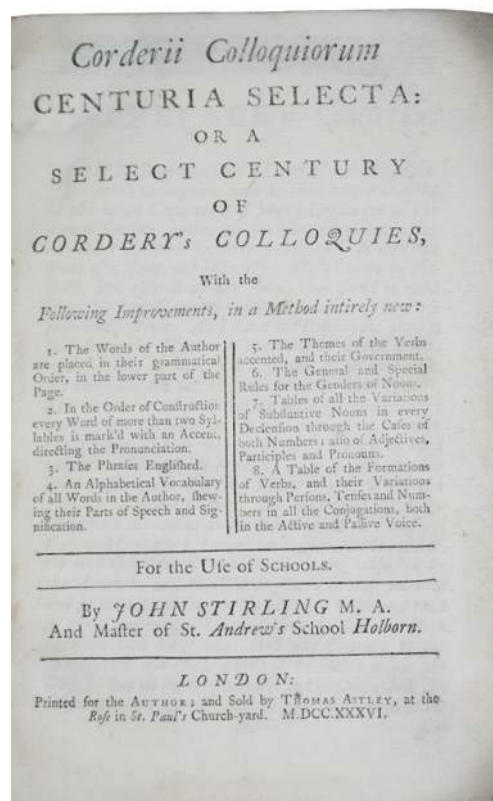 Corderii Colloquiorum
CENTURIA SELECTA:
OR A
SELECT CENTURY
OF
CORDERY's COLLOQUIES,
With the
Following Improvements, in a Method intirely new:
1. The Words of the Author
are placed in their grammatical
Order, in the lower part of the
Page.
2. In the Order of Conſtruction
every Word of more than two Syl-
lables is mark'd with an Accent,
directing the Pronunciation.
3. The Phraſes Engliſhed.
4. An Alphabetical Vocabulary
of all Words in the Author, ſhew-
ing their Parts of Speech and Sig-
nification.
5. The Themes of the Verbs
accented, and their Government.
6. The General and Special
Rules for the Genders of Nouns.
7. Tables of all the Variations
of Subſtantive Nouns in every
Declenſion through the Caſes of
both Numbers; alſo of Adjectives,
Participles and Pronouns.
8. A Table of the Formations
of Verbs, and their Variations
through Perſons, Tenſes and Num-
bers in all the Conjugations, both
in the Active and Paſſive Voice.
For the Uſe of SCHOOLS.
By JOHN STIRLING M. A.
And Maſter of St. Andrew's School Holborn.
LONDON:
Printed for the AUTHOR; and Sold by THOMAS ASTLEY, at the
Roſe in St. Paul's Church-yard. M.DCC.XXXVI.